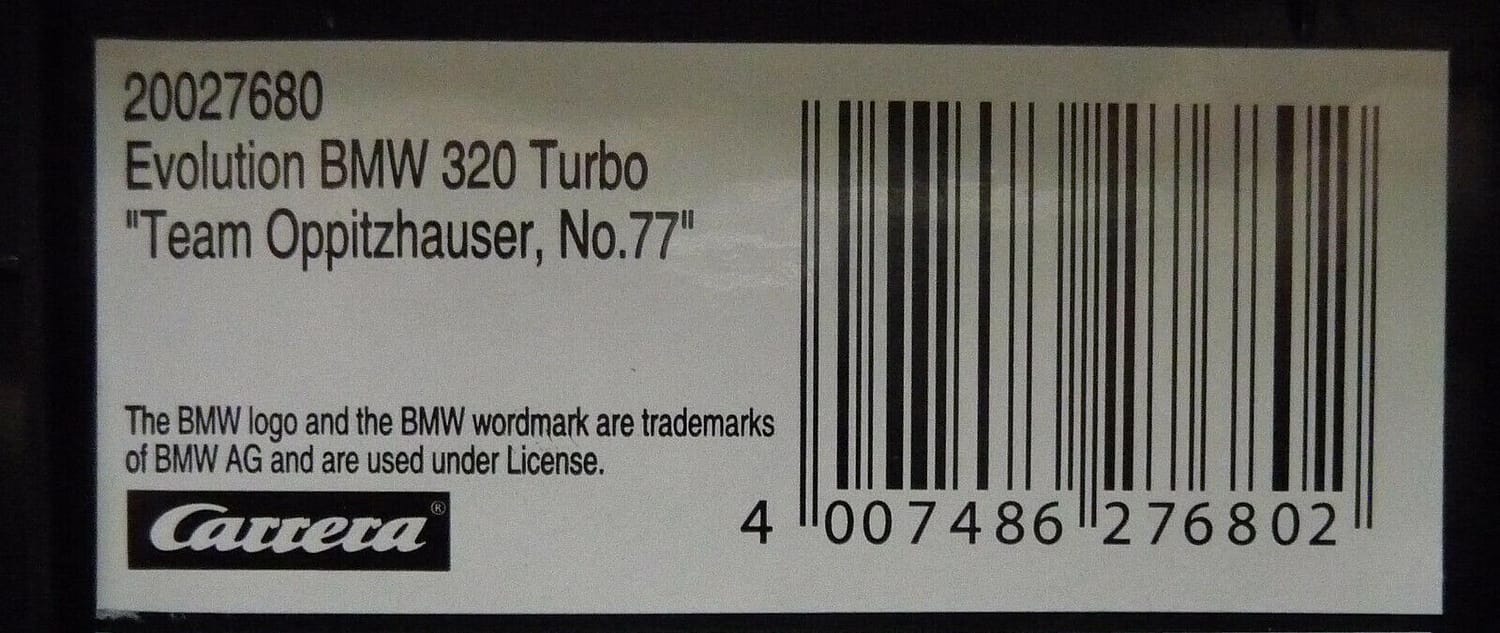 20027680
Evolution BMW 320 Turbo
"Team Oppitzhauser, No.77"
The BMW logo and the BMW wordmark are trademarks
of BMW AG and are used under License.
Carrera®
4 007486 276802